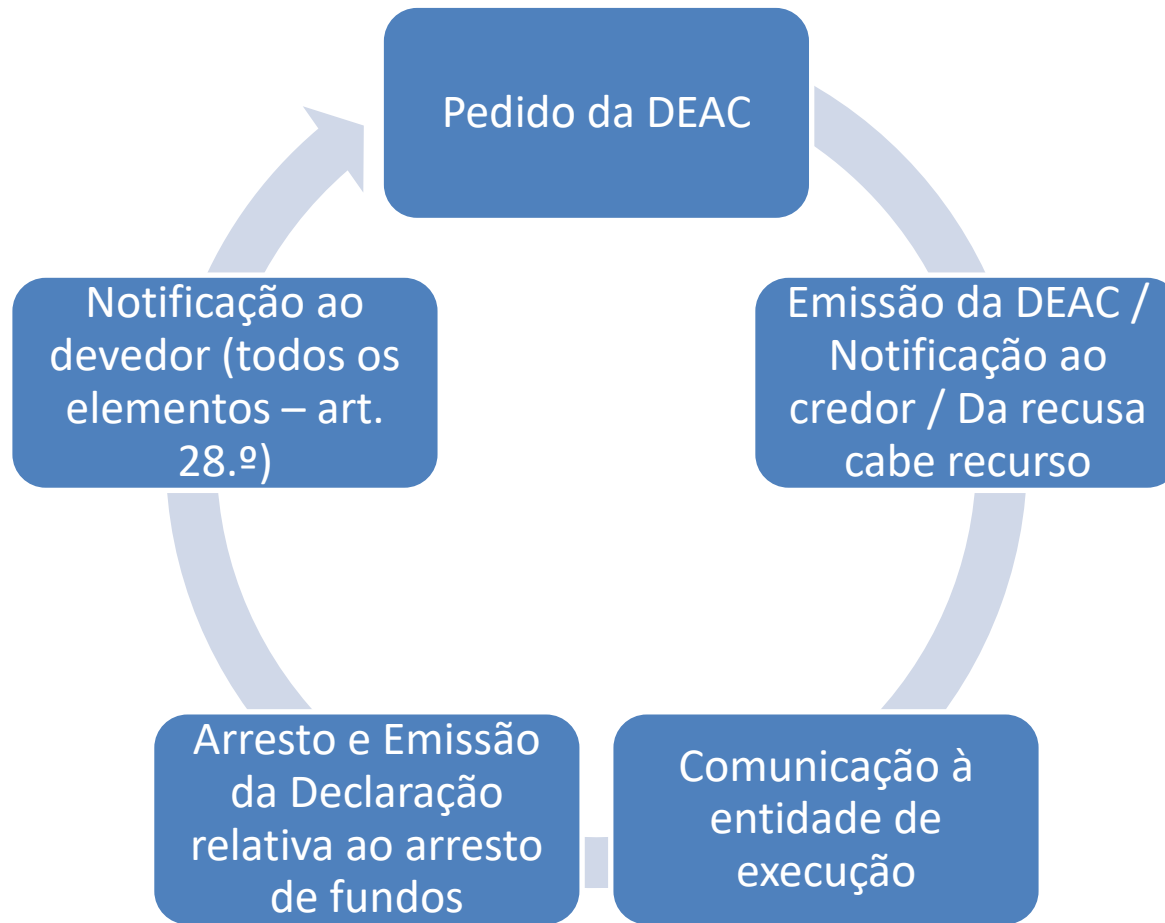 Pedido da DEAC
Emissão da DEAC /
Notificação ao
credor / Da recusa
cabe recurso
Comunicação à
entidade de
execução
Arresto e Emissão
da Declaração
relativa ao arresto
de fundos
Notificação ao
devedor (todos os
elementos – art.
28.º)